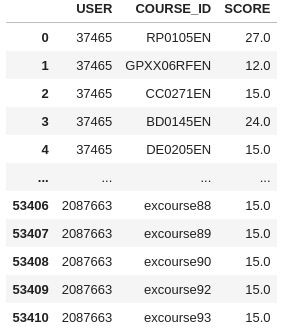 USER COURSE_ID SCORE
0 37465 RP0105EN 27.0
1 37465 GPXX06RFEN 12.0
2 37465 CC0271EN 15.0
3 37465 BD0145EN 24.0
4 37465 DE0205EN 15.0
... ... ... ...
53406 2087663 excourse88 15.0
53407 2087663 excourse89 15.0
53408 2087663 excourse90 15.0
53409 2087663 excourse92 15.0
53410 2087663 excourse93 15.0